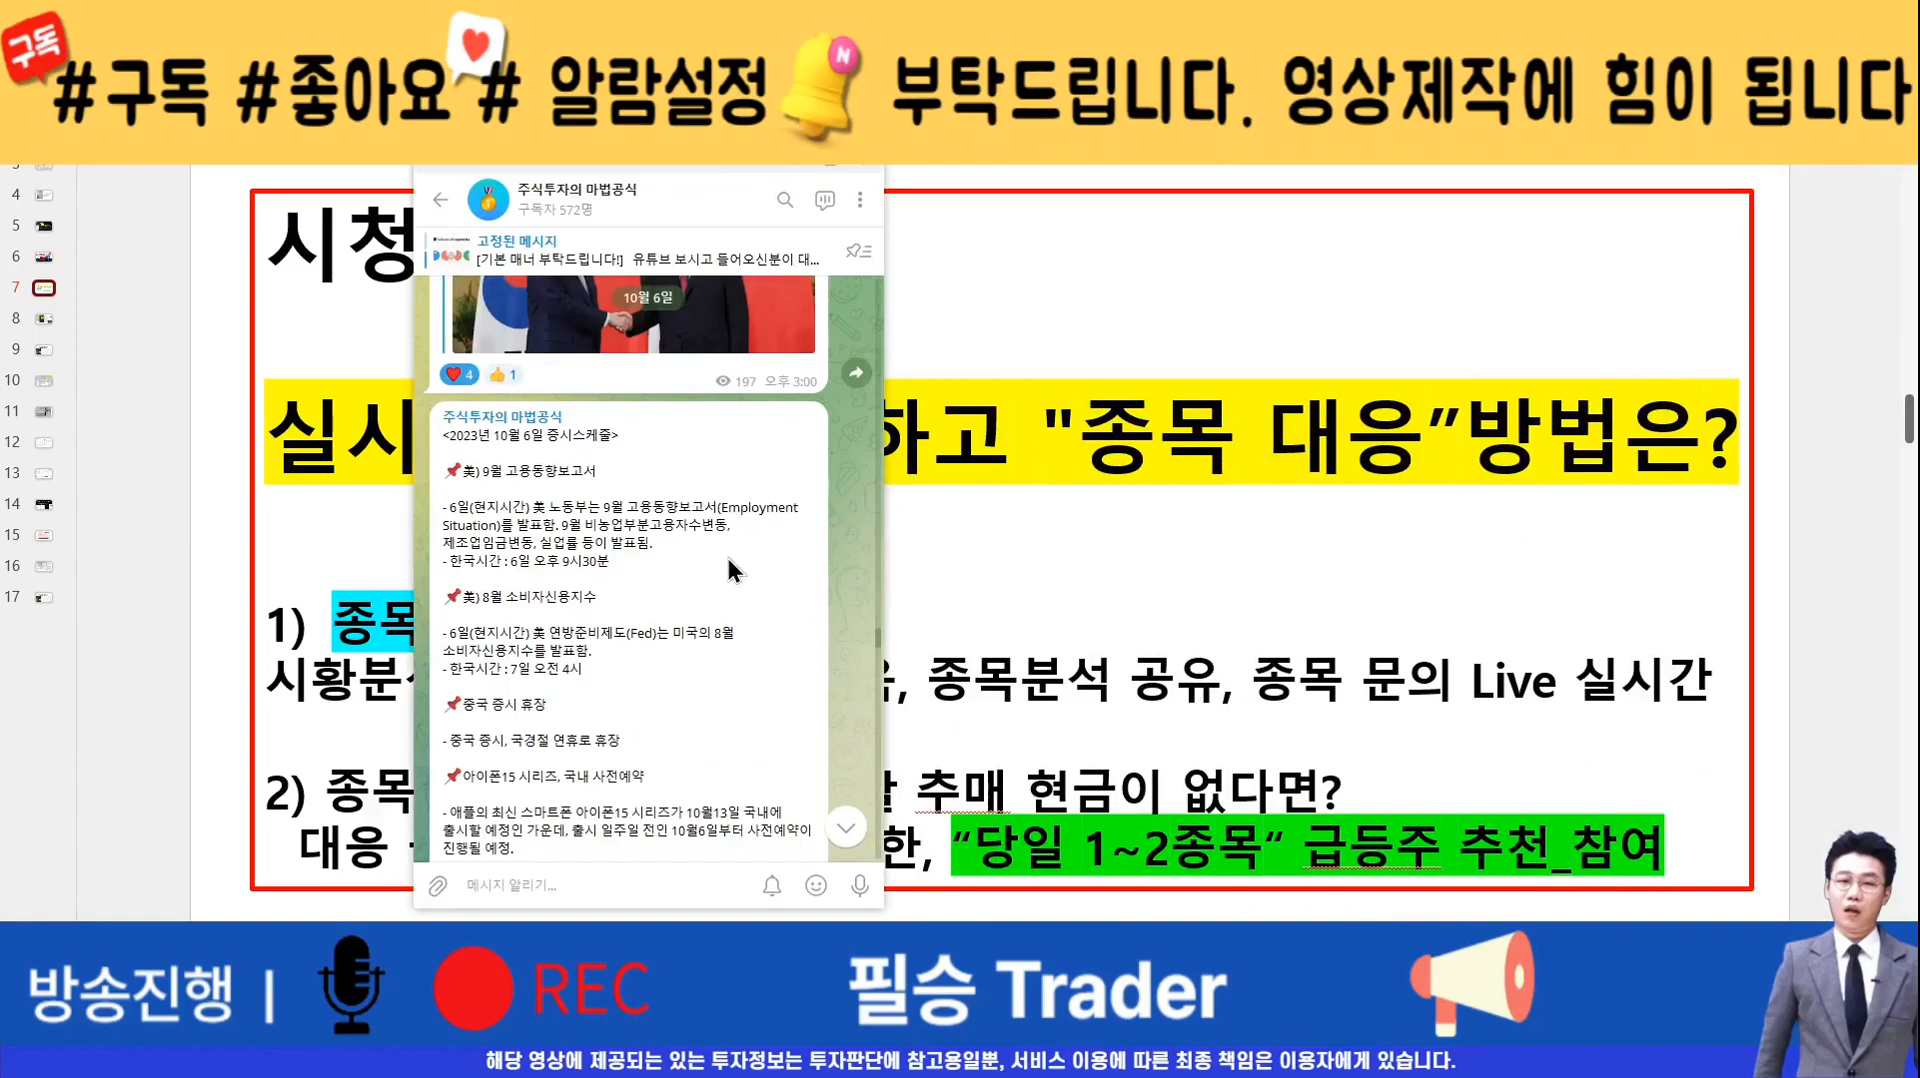 구독
#구독 #좋아요 # 알람설정 N 부탁드립니다. 영상제작에 힘이 됩니다
4
5
6
7
8
9
10
11
12
13
14
15
16
17
시청
실시
하고 "종목 대응"방법은?
1) 종목
시황분
, 종목분석 공유, 종목 문의 Live 실시간
2) 종목
추매 현금이 없다면?
대응
한, “당일 1~2종목“ 급등주 추천_참여
주식투자의 마법공식
구독자 572명
고정된 메시지
[기본 매너 부탁드립니다!] 유튜브 보시고 들어오신분이 대...
10월 6일
4
1
197 오후 3:00
주식투자의 마법공식
<2023년 10월 6일 증시스케줄>
美) 9월 고용동향보고서
- 6일(현지시간) 美 노동부는 9월 고용동향보고서(Employment
Situation)를 발표함. 9월 비농업부분고용자수변동,
제조업임금변동, 실업률 등이 발표됨.
- 한국시간 : 6일 오후 9시30분
美) 8월 소비자신용지수
- 6일(현지시간) 美 연방준비제도(Fed)는 미국의 8월
소비자신용지수를 발표함.
- 한국시간 : 7일 오전 4시
중국 증시 휴장
- 중국 증시, 국경절 연휴로 휴장
아이폰15 시리즈, 국내 사전예약
- 애플의 최신 스마트폰 아이폰15 시리즈가 10월13일 국내에
출시할 예정인 가운데, 출시 일주일 전인 10월6일부터 사전예약이
진행될 예정.
메시지 알리기...
방송진행 | REC 필승 Trader
해당 영상에 제공되는 있는 투자정보는 투자판단에 참고용일뿐, 서비스 이용에 따른 최종 책임은 이용자에게 있습니다.